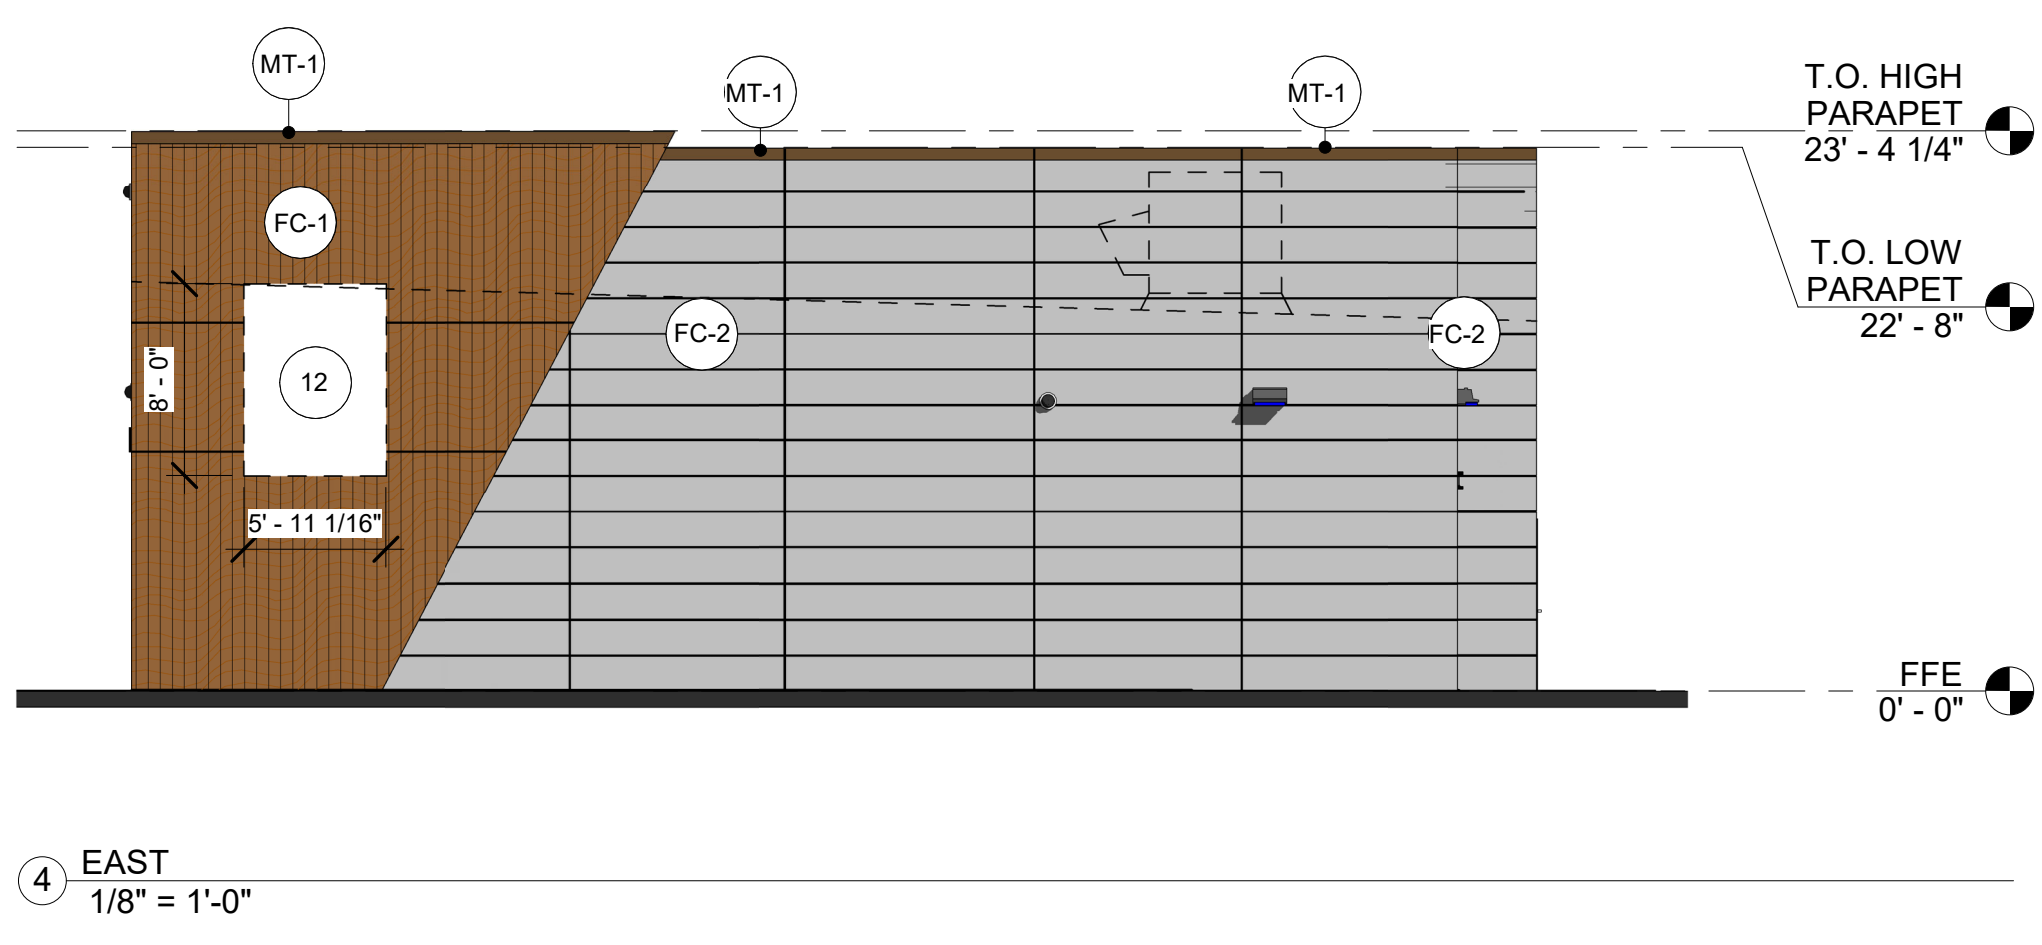 MT-1
MT-1
MT-1
T.O. HIGH
PARAPET
23' - 4 1/4"
FC-1
T.O. LOW
PARAPET
22' - 8"
FC-2
FC-2
8' - 0"
12
5' - 11 1/16"
FFE
0' - 0"
4
EAST
1/8" = 1'-0"